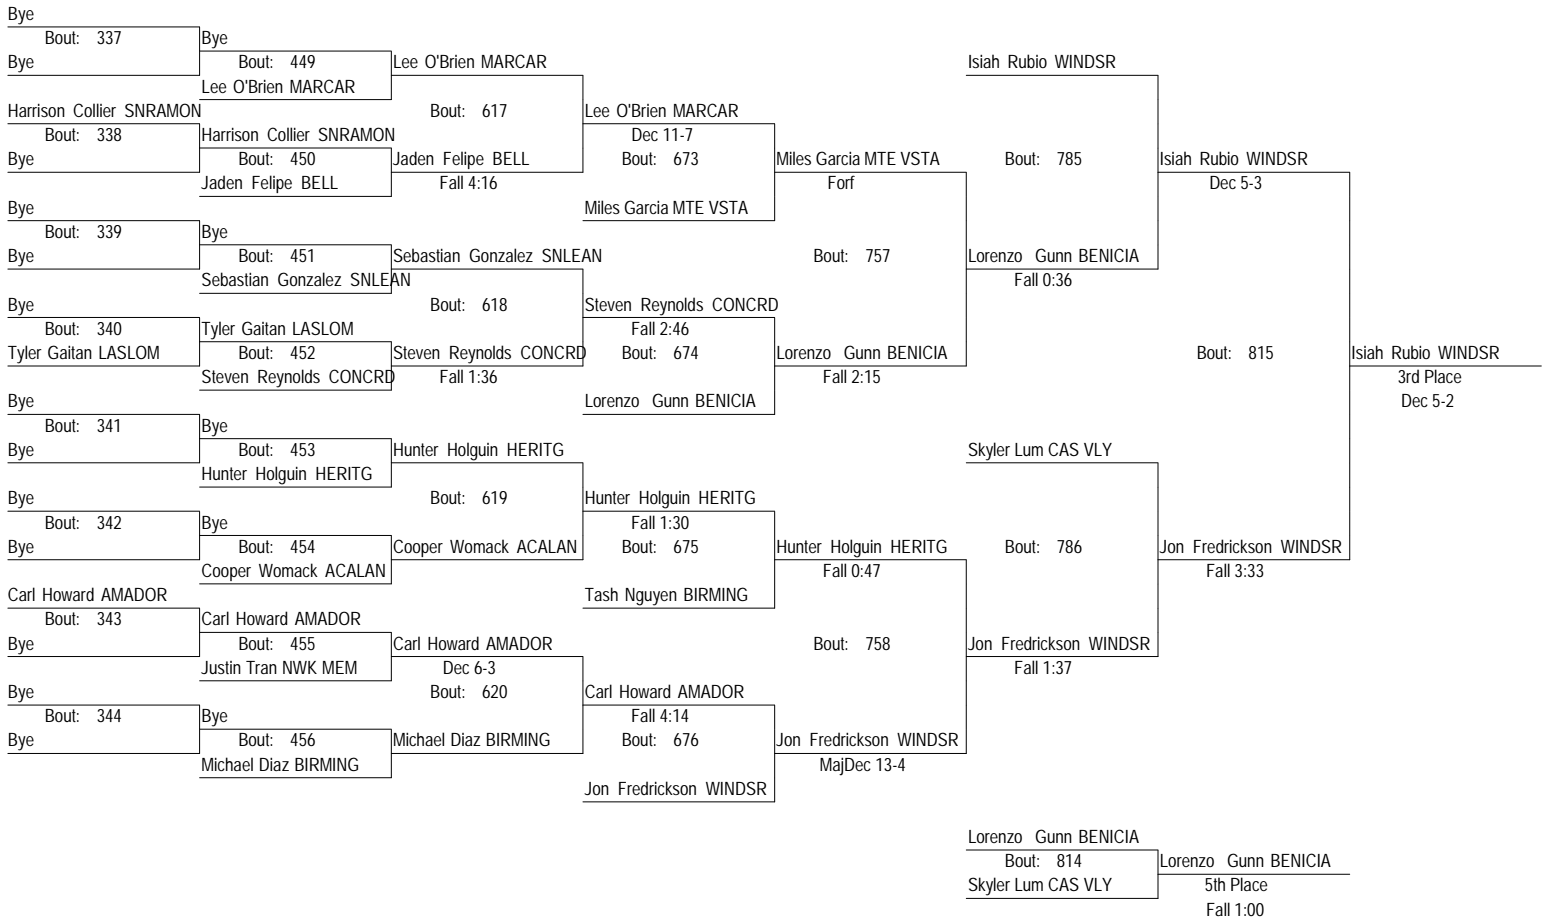 Bye
Bout: 337
Bye
Bye
Bout: 449
Lee O'Brien MARCAR
Lee O'Brien MARCAR
Isiah Rubio WINDSR
Harrison Collier SNRAMON
Bout: 338
Bye
Harrison Collier SNRAMON
Bout: 450
Jaden Felipe BELL
Bout: 617
Jaden Felipe BELL
Fall 4:16
Lee O'Brien MARCAR
Dec 11-7
Bout: 673
Miles Garcia MTE VSTA
Miles Garcia MTE VSTA
Forf
Bout: 785
Isiah Rubio WINDSR
Dec 5-3
Bye
Bout: 339
Bye
Bye
Bout: 451
Sebastian Gonzalez SNLEAN
Sebastian Gonzalez SNLEAN
Bout: 757
Lorenzo Gunn BENICIA
Fall 0:36
Bye
Bout: 340
Tyler Gaitan LASLOM
Tyler Gaitan LASLOM
Bout: 452
Steven Reynolds CONCRD
Bout: 618
Steven Reynolds CONCRD
Fall 1:36
Steven Reynolds CONCRD
Fall 2:46
Bout: 674
Lorenzo Gunn BENICIA
Lorenzo Gunn BENICIA
Fall 2:15
Bout: 815
Isiah Rubio WINDSR
3rd Place
Dec 5-2
Bye
Bout: 341
Bye
Bye
Bout: 453
Hunter Holguin HERITG
Hunter Holguin HERITG
Skyler Lum CAS VLY
Bye
Bout: 342
Bye
Bye
Bout: 454
Cooper Womack ACALAN
Bout: 619
Cooper Womack ACALAN
Hunter Holguin HERITG
Fall 1:30
Bout: 675
Tash Nguyen BIRMING
Hunter Holguin HERITG
Fall 0:47
Bout: 786
Jon Fredrickson WINDSR
Fall 3:33
Carl Howard AMADOR
Bout: 343
Bye
Carl Howard AMADOR
Bout: 455
Justin Tran NWK MEM
Carl Howard AMADOR
Dec 6-3
Bout: 758
Jon Fredrickson WINDSR
Fall 1:37
Bye
Bout: 344
Bye
Bye
Bout: 456
Michael Diaz BIRMING
Bout: 620
Michael Diaz BIRMING
Carl Howard AMADOR
Fall 4:14
Bout: 676
Jon Fredrickson WINDSR
Jon Fredrickson WINDSR
MajDec 13-4
Lorenzo Gunn BENICIA
Bout: 814
Skyler Lum CAS VLY
Lorenzo Gunn BENICIA
5th Place
Fall 1:00